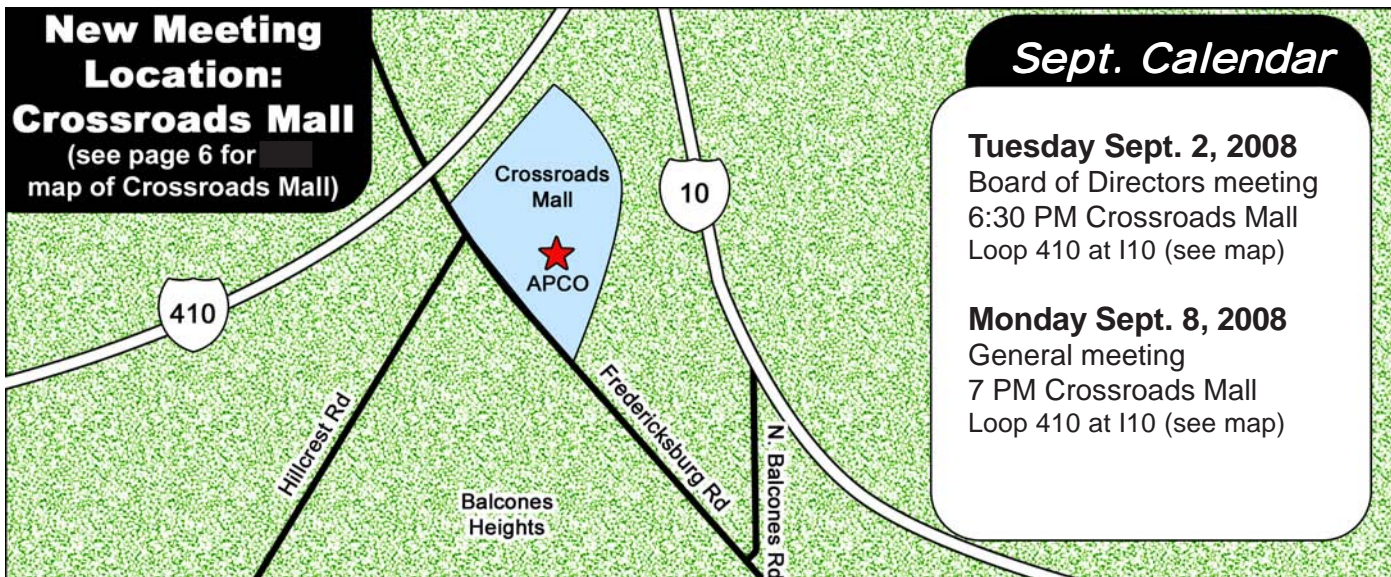 New Meeting
Location:
Crossroads Mall
(see page 6 for
map of Crossroads Mall)
Crossroads
Mall
APCO
410
10
Hillcrest Rd
Fredericksburg Rd
N. Balcones Rd
Balcones
Heights
Sept. Calendar
Tuesday Sept. 2, 2008
Board of Directors meeting
6:30 PM Crossroads Mall
Loop 410 at I10 (see map)
Monday Sept. 8, 2008
General meeting
7 PM Crossroads Mall
Loop 410 at I10 (see map)